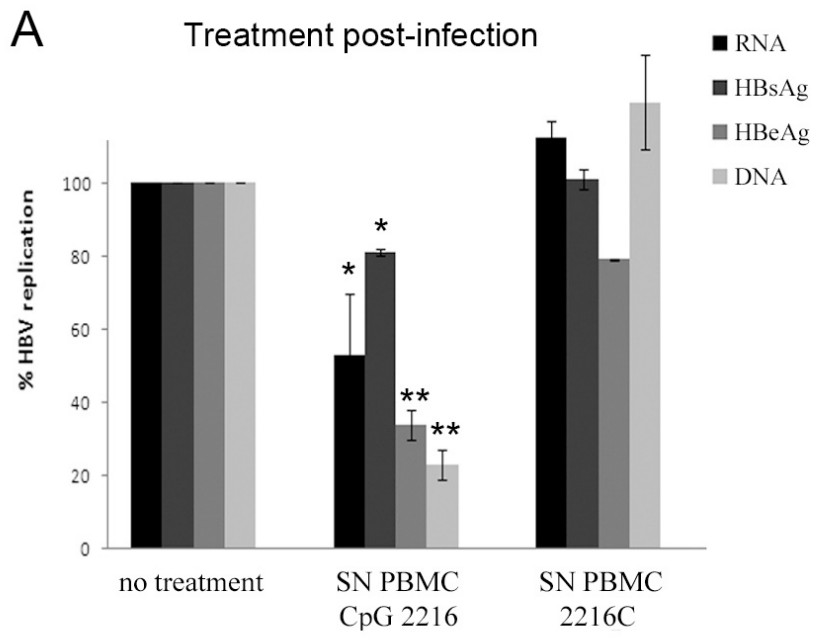 A
Treatment post-infection
RNA
HBsAg
HBeAg
DNA
% HBV replication
100
80
60
40
20
0
*
*
**
**
no treatment
SN PBMC
CpG 2216
SN PBMC
2216C